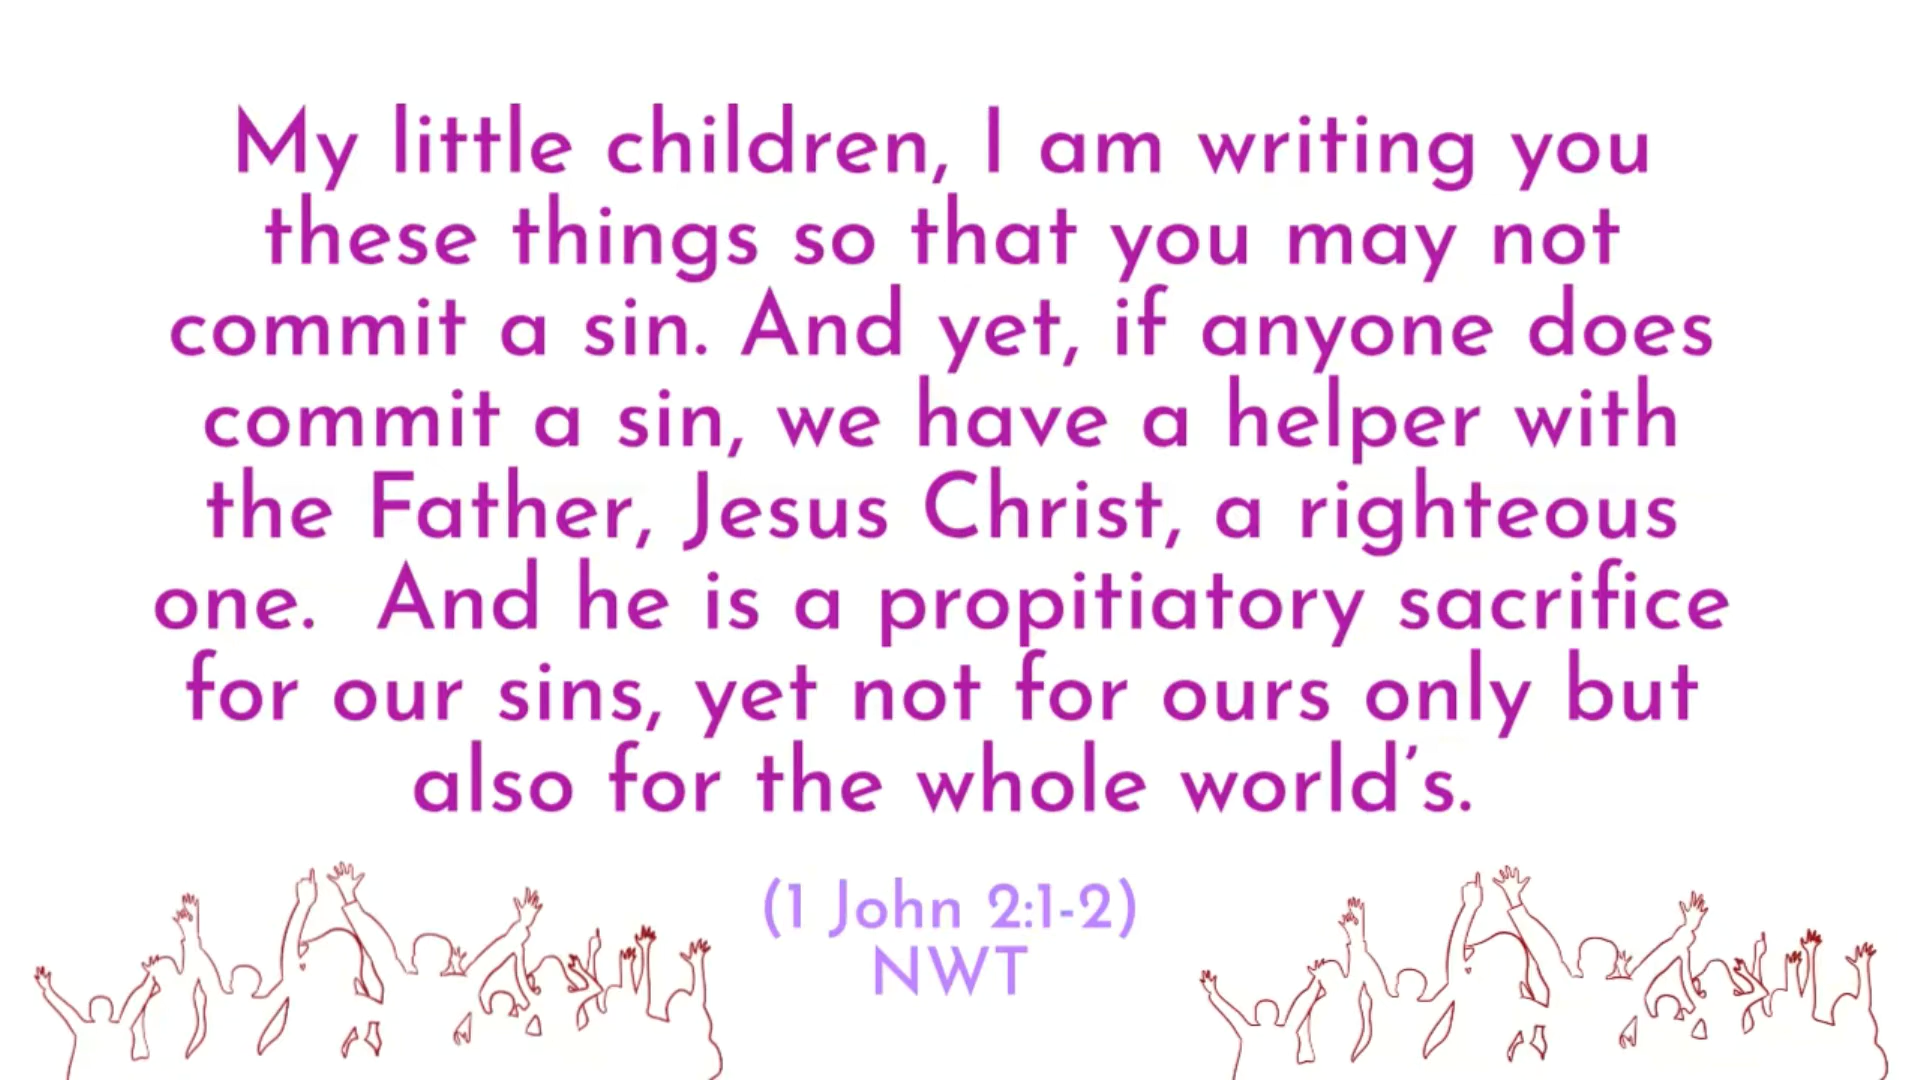 My little children, I am writing you
these things so that you may not
commit a sin. And yet, if anyone does
commit a sin, we have a helper with
the Father, Jesus Christ, a righteous
one.  And he is a propitiatory sacrifice
for our sins, yet not for ours only but
also for the whole world’s.
(1 John 2:1-2)
NWT